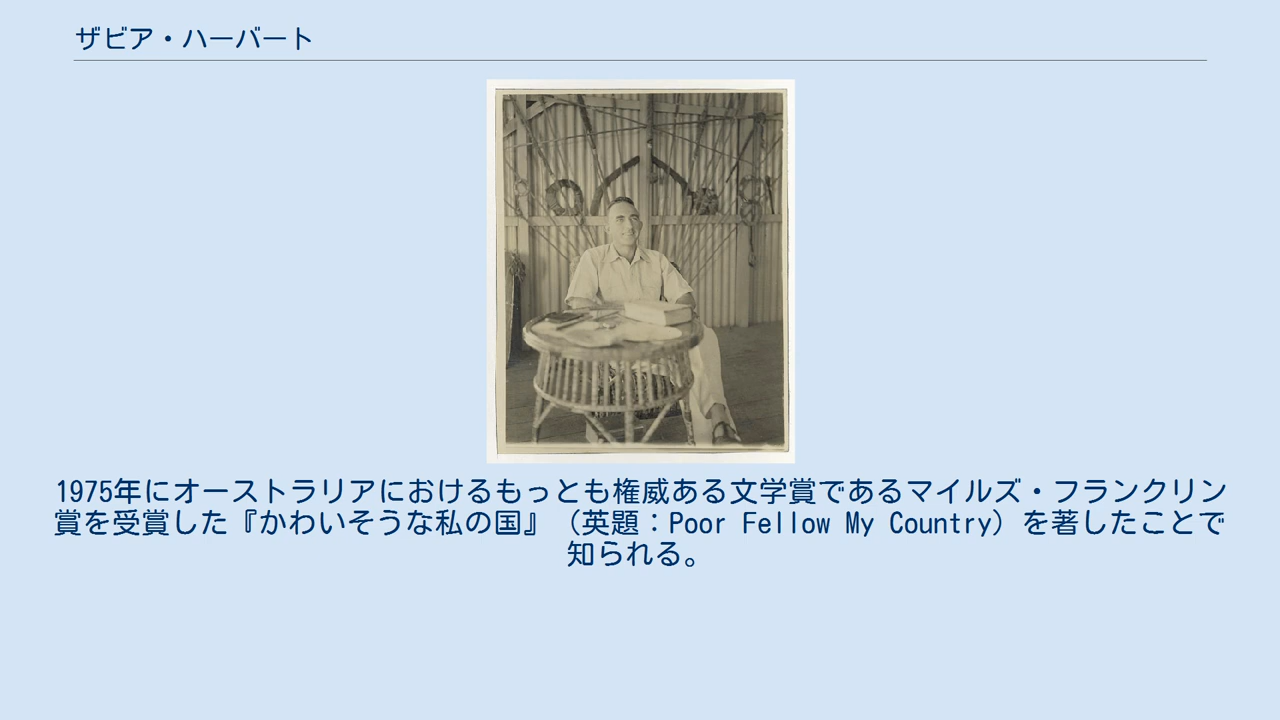 ザビア・ハーバート
1975年にオーストラリアにおけるもっとも権威ある文学賞であるマイルズ・フランクリン
賞を受賞した『かわいそうな私の国』（英題：Poor Fellow My Country）を著したことで
知られる。